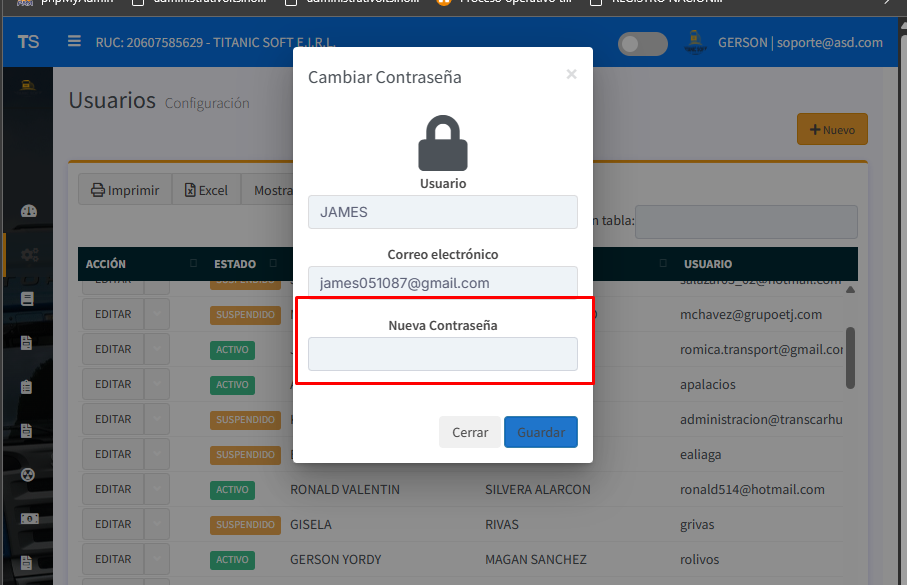 phpMyAdmin
TS RUC: 20607585629 - TITANIC SOFT E.I.R.L. GERSON | soporte@asd.com
Cambiar Contraseña ×
Usuarios Configuración
+ Nuevo
Usuario
JAMES
Imprimir Excel
n tabla:
Correo electrónico
james051087@gmail.com
ACCIÓN ESTADO USUARIO
EDITAR SUSPENDIDO
Nueva Contraseña
EDITAR SUSPENDIDO mchavez@grupoetj.com
EDITAR ACTIVO romica.transport@gmail.cor
EDITAR ACTIVO apalacios
EDITAR SUSPENDIDO administracion@transcarhu
Cerrar Guardar
EDITAR SUSPENDIDO ealiaga
EDITAR ACTIVO RONALD VALENTIN SILVERA ALARCON ronald514@hotmail.com
EDITAR SUSPENDIDO GISELA RIVAS grivas
EDITAR ACTIVO GERSON YORDY MAGAN SANCHEZ rolivos